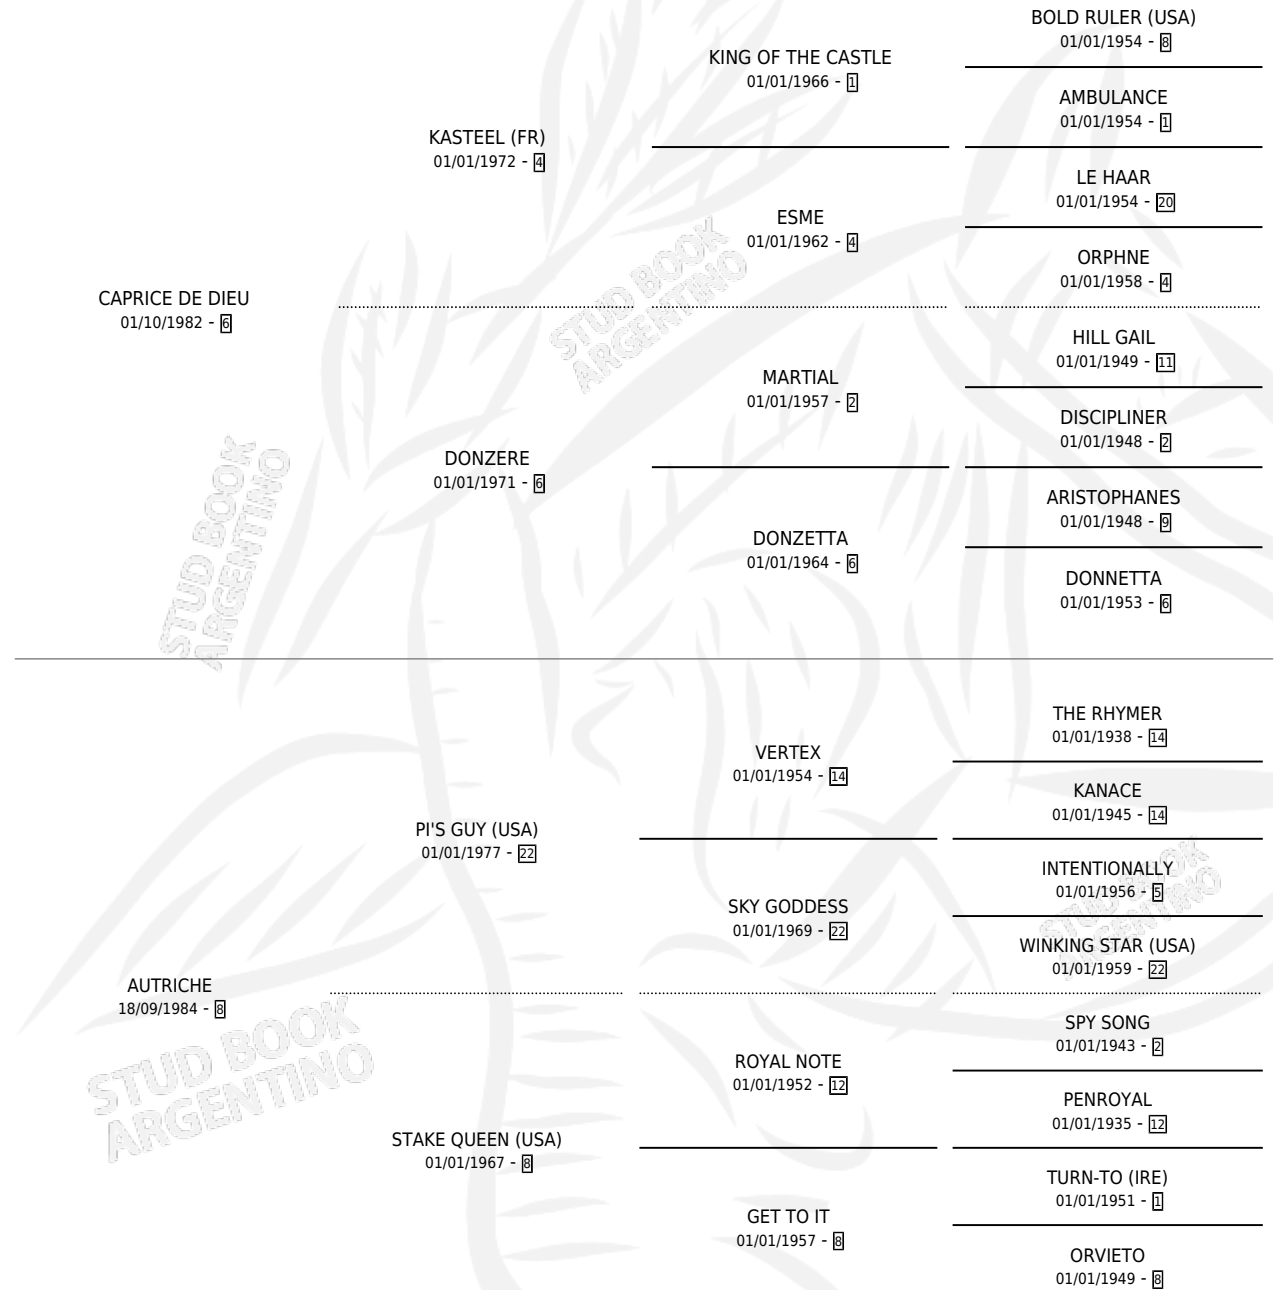 BOLD RULER (USA)
01/01/1954 - 8
KING OF THE CASTLE
01/01/1966 - 1
AMBULANCE
01/01/1954 - 1
KASTEEL (FR)
01/01/1972 - 4
LE HAAR
01/01/1954 - 20
ESME
01/01/1962 - 4
ORPHNE
01/01/1958 - 4
CAPRICE DE DIEU
01/10/1982 - 6
HILL GAIL
01/01/1949 - 11
MARTIAL
01/01/1957 - 2
DISCIPLINER
01/01/1948 - 2
DONZERE
01/01/1971 - 6
ARISTOPHANES
01/01/1948 - 9
DONZETTA
01/01/1964 - 6
DONNETTA
01/01/1953 - 6
STUD BOOK
ARGENTINO
STUD BOOK
ARGENTINO
THE RHYMER
01/01/1938 - 14
VERTEX
01/01/1954 - 14
KANACE
01/01/1945 - 14
PI'S GUY (USA)
01/01/1977 - 22
INTENTIONALLY
01/01/1956 - 5
SKY GODDESS
01/01/1969 - 22
WINKING STAR (USA)
01/01/1959 - 22
AUTRICHE
18/09/1984 - 8
SPY SONG
01/01/1943 - 2
ROYAL NOTE
01/01/1952 - 12
PENROYAL
01/01/1935 - 12
STAKE QUEEN (USA)
01/01/1967 - 8
TURN-TO (IRE)
01/01/1951 - 1
GET TO IT
01/01/1957 - 8
ORVIETO
01/01/1949 - 8
STUD BOOK
ARGENTINO
STUD BOOK
ARGENTINO